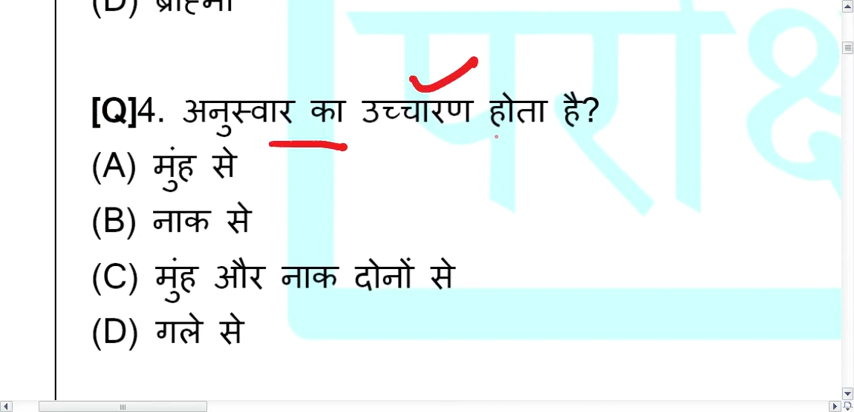 (D) ब्राह्मी
[Q]4. अनुस्वार का उच्चारण होता है?
(A) मुंह से
(B) नाक से
(C) मुंह और नाक दोनों से
(D) गले से